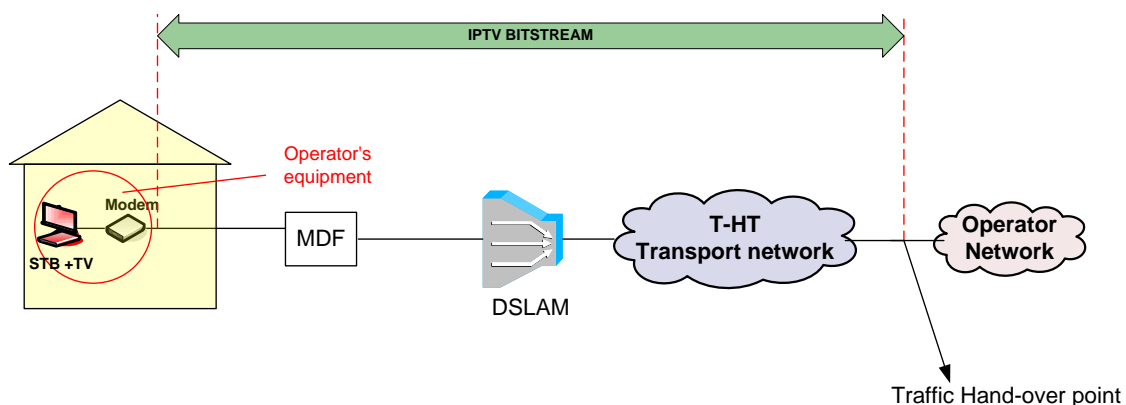 IPTV BITSTREAM
Operator's
equipment
Modem
STB +TV
MDF
DSLAM
T-HT
Transport network
Operator
Network
Traffic Hand-over point